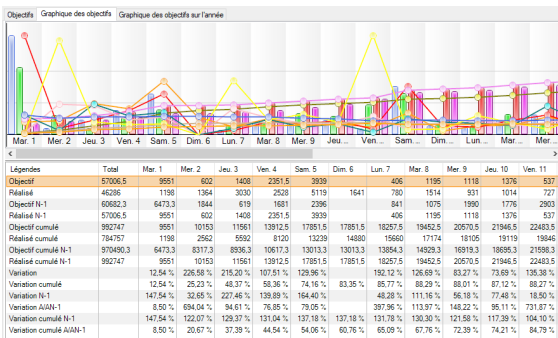 Objectifs Graphique des objectifs Graphique des objectifs sur l'année
Mar. 1 Mer. 2 Jeu. 3 Ven. 4 Sam. 5 Dim. 6 Lun. 7 Mar. 8 Mer. 9 Jeu. ... Ven. ... Sam. ... Dim. ... Lun. ... Mar. ... Mer...
Légendes Total Mar. 1 Mer. 2 Jeu. 3 Ven. 4 Sam. 5 Dim. 6 Lun. 7 Mar. 8 Mer. 9 Jeu. 10 Ven. 11
Objectif 57006,5 9551 602 1408 2351,5 3939 406 1195 1118 1376 537
Réalisé 46286 1198 1364 3030 2528 5119 1641 780 1514 931 1014 727
Objectif N-1 60682,3 6473,3 1844 619 1681 2396 841 1075 1990 1776 2903
Réalisé N-1 57006,5 9551 602 1408 2351,5 3939 406 1195 1118 1376 537
Objectif cumulé 992747 9551 10153 11561 13912,5 17851,5 17851,5 18257,5 19452,5 20570,5 21946,5 22483,5
Réalisé cumulé 784757 1198 2562 5592 8120 13239 14880 15660 17174 18105 19119 19846
Objectif cumulé N-1 970490,3 6473,3 8317,3 8936,3 10617,3 13013,3 13013,3 13854,3 14929,3 16919,3 18695,3 21598,3
Réalisé cumulé N-1 992747 9551 10153 11561 13912,5 17851,5 17851,5 18257,5 19452,5 20570,5 21946,5 22483,5
Variation 12,54 % 226,58 % 215,20 % 107,51 % 129,96 % 192,12 % 126,69 % 83,27 % 73,69 % 135,38 %
Variation cumulé 12,54 % 25,23 % 48,37 % 58,36 % 74,16 % 83,35 % 85,77 % 88,29 % 88,01 % 87,12 % 88,27 %
Variation N-1 147,54 % 32,65 % 227,46 % 139,89 % 164,40 % 48,28 % 111,16 % 56,18 % 77,48 % 18,50 %
Variation A/AN-1 8,50 % 694,04 % 94,61 % 76,85 % 79,05 % 397,96 % 113,97 % 148,22 % 95,11 % 731,87 %
Variation cumulé N-1 147,54 % 122,07 % 129,37 % 131,04 % 137,18 % 137,18 % 131,78 % 130,30 % 121,58 % 117,39 % 104,10 %
Variation cumulé A/AN-1 8,50 % 20,67 % 37,39 % 44,54 % 54,06 % 60,76 % 65,09 % 67,76 % 72,39 % 74,21 % 84,79 %